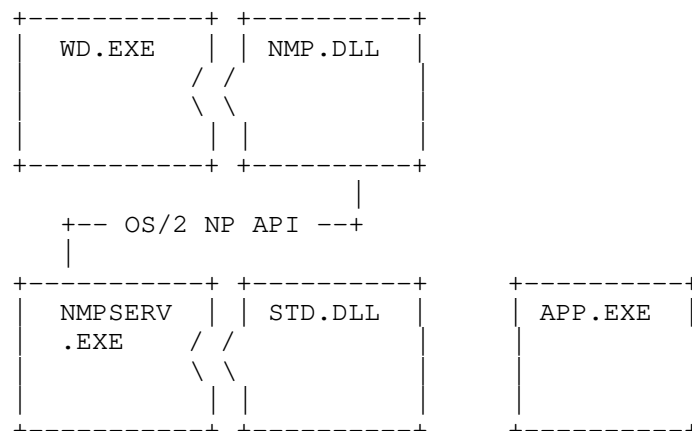 WD.EXE NMP.DLL
OS/2 NP API
NMPSERV STD.DLL APP.EXE
.EXE